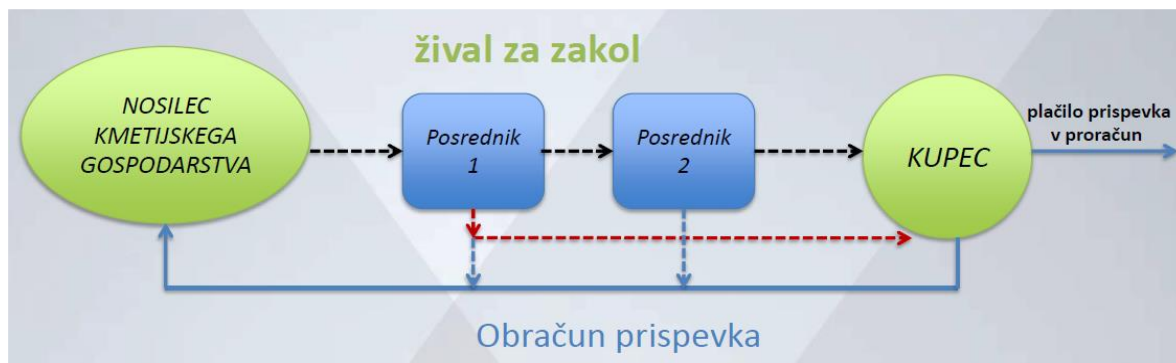 žival za zakol
NOSILEC
KMETIJSKEGA
GOSPODARSTVA
Posrednik
1
Posrednik
2
KUPEC
plačilo prispevka
v proračun
Obračun prispevka